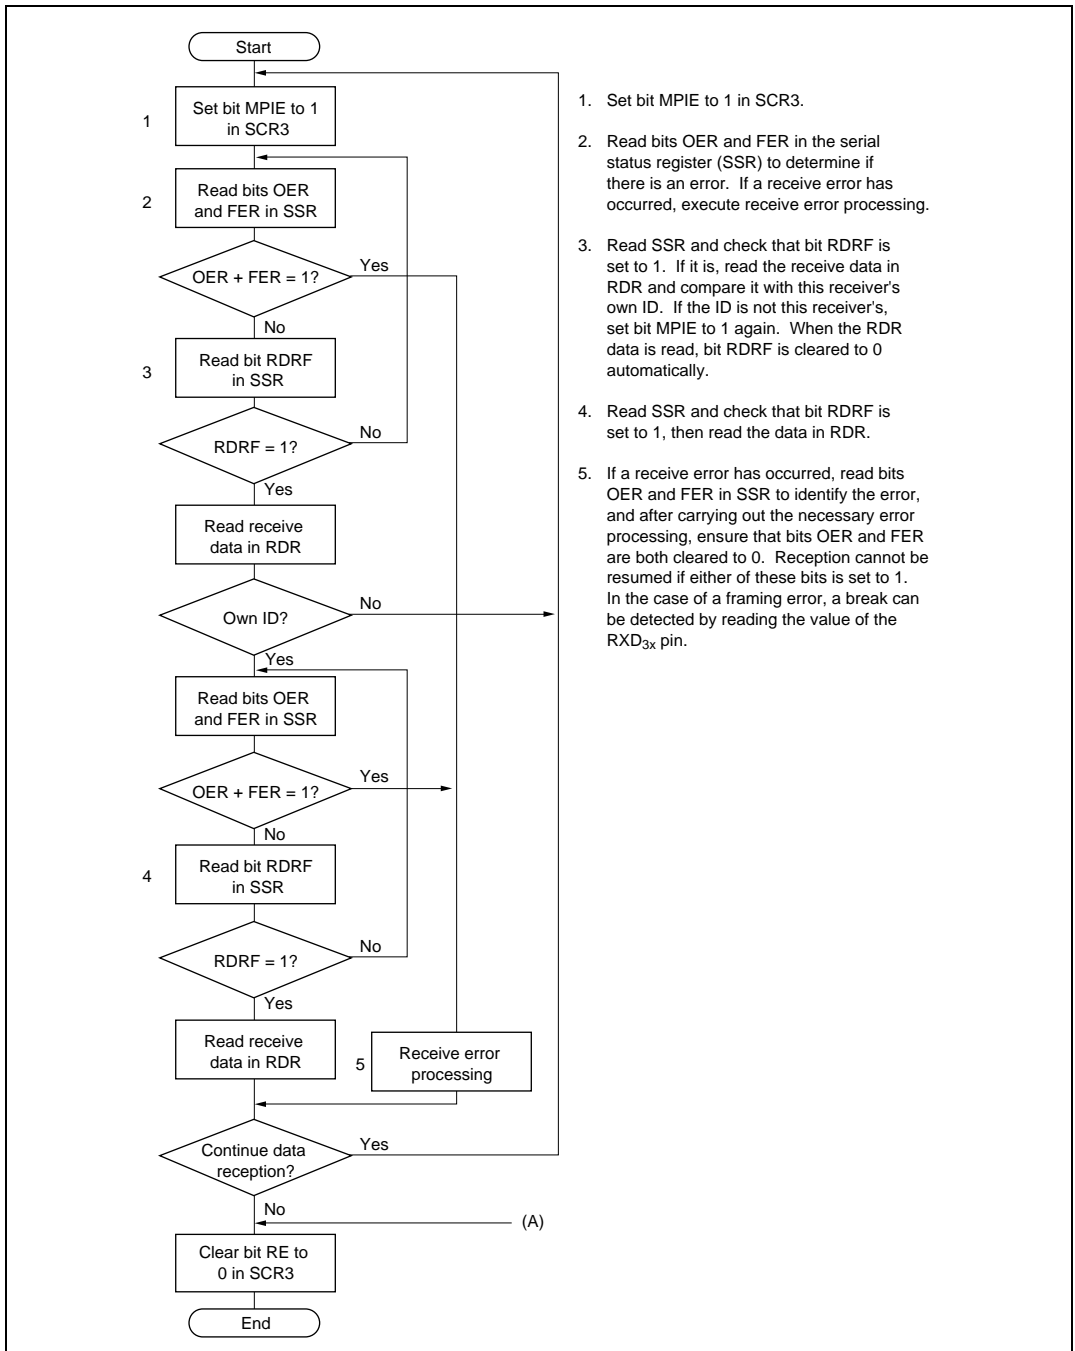 Start
1
Set bit MPIE to 1
in SCR3
2
Read bits OER
and FER in SSR
OER + FER = 1?
Yes
No
3
Read bit RDRF
in SSR
RDRF = 1?
No
Yes
Read receive
data in RDR
Own ID?
No
Yes
Read bits OER
and FER in SSR
OER + FER = 1?
Yes
No
4
Read bit RDRF
in SSR
RDRF = 1?
No
Yes
Read receive
data in RDR
5
Receive error
processing
Continue data
reception?
Yes
No
(A)
Clear bit RE to
0 in SCR3
End
1. Set bit MPIE to 1 in SCR3.
2. Read bits OER and FER in the serial
status register (SSR) to determine if
there is an error. If a receive error has
occurred, execute receive error processing.
3. Read SSR and check that bit RDRF is
set to 1. If it is, read the receive data in
RDR and compare it with this receiver's
own ID. If the ID is not this receiver's,
set bit MPIE to 1 again. When the RDR
data is read, bit RDRF is cleared to 0
automatically.
4. Read SSR and check that bit RDRF is
set to 1, then read the data in RDR.
5. If a receive error has occurred, read bits
OER and FER in SSR to identify the error,
and after carrying out the necessary error
processing, ensure that bits OER and FER
are both cleared to 0. Reception cannot be
resumed if either of these bits is set to 1.
In the case of a framing error, a break can
be detected by reading the value of the
RXD3x pin.